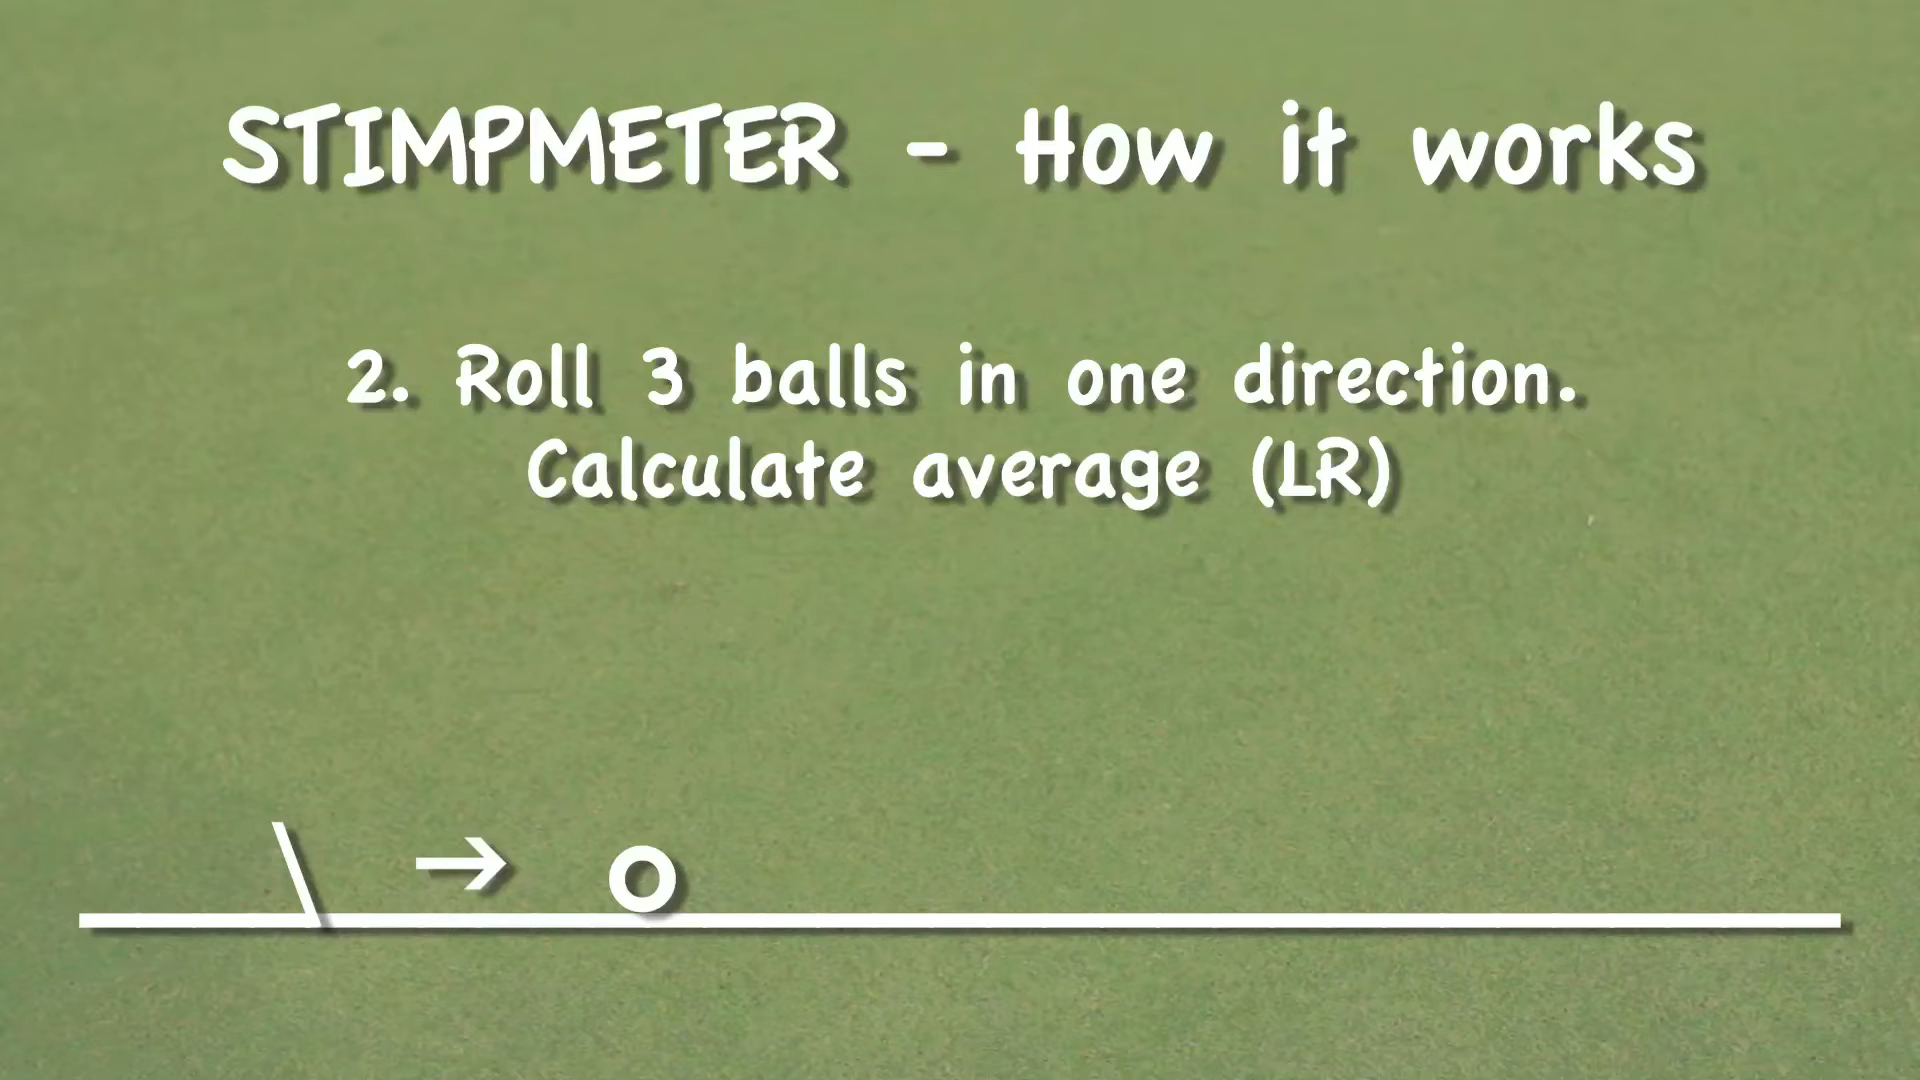 STIMPMETER - How it works
2. Roll 3 balls in one direction.
Calculate average (LR)